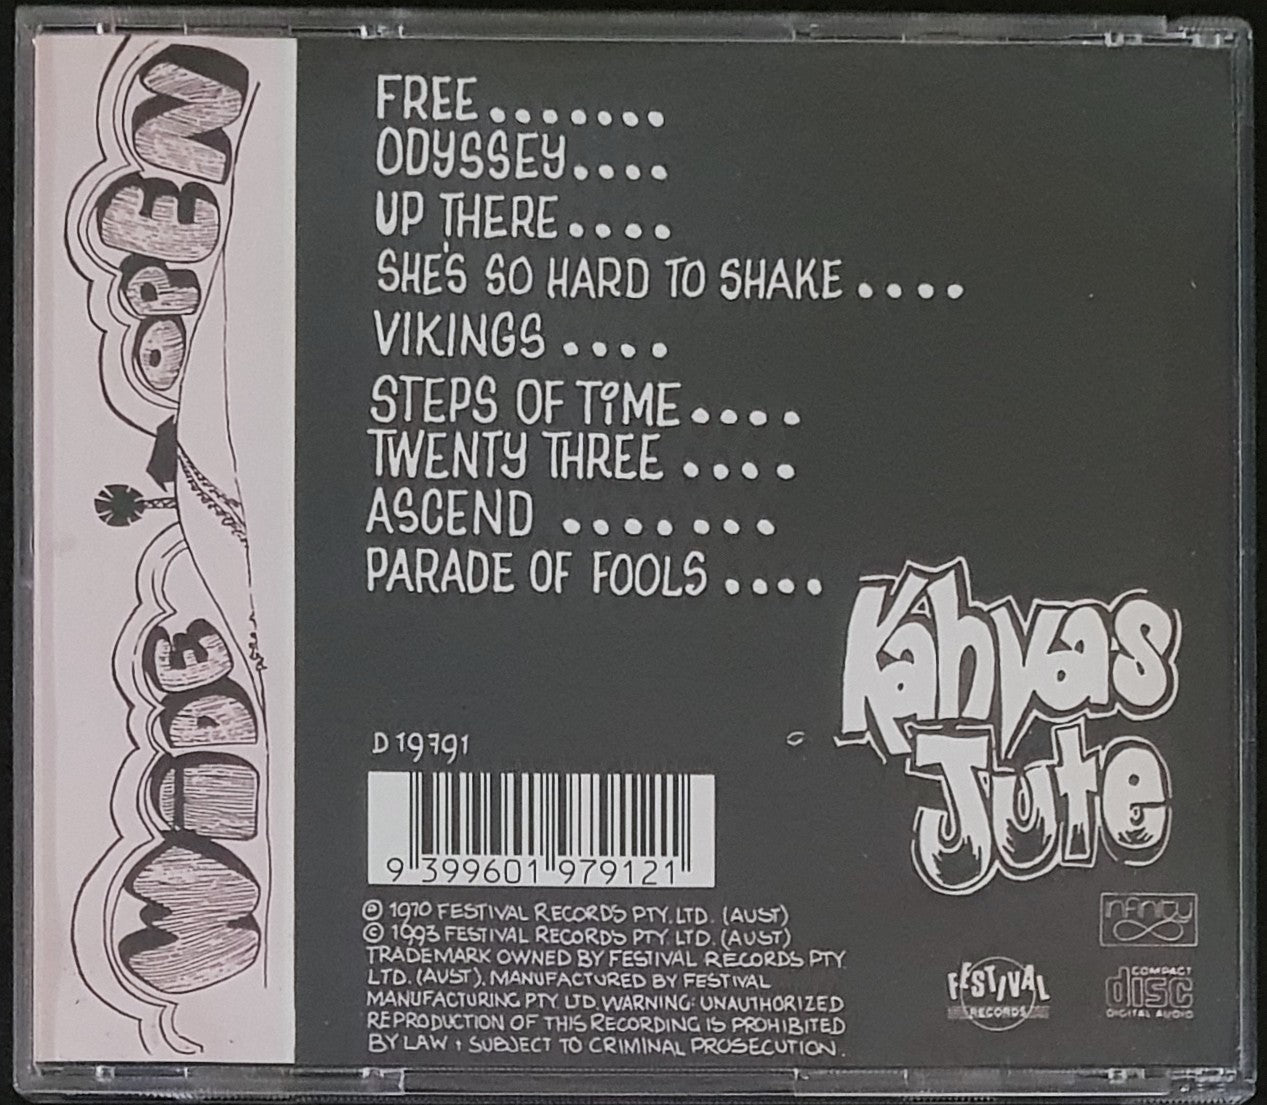 WIDE OPEN
FREE.......
ODYSSEY....
UP THERE....
SHE'S SO HARD TO SHAKE....
VIKINGS....
STEPS OF TiME....
TWENTY THREE....
ASCEND.......
PARADE OF FOOLS....
Kahvas
Jute
D19791
9 399601 979121
℗ 1970 FESTIVAL RECORDS PTY. LTD. (AUST)
© 1993 FESTIVAL RECORDS PTY. LTD. (AUST)
TRADEMARK OWNED BY FESTIVAL RECORDS PTY
LTD. (AUST). MANUFACTURED BY FESTIVAL
MANUFACTURING PTY LTD. WARNING: UNAUTHORIZED
REPRODUCTION OF THIS RECORDING IS PROHIBITED
BY LAW & SUBJECT TO CRIMINAL PROSECUTION.
infinity
FESTIVAL
RECORDS
COMPACT
disc
DIGITAL AUDIO